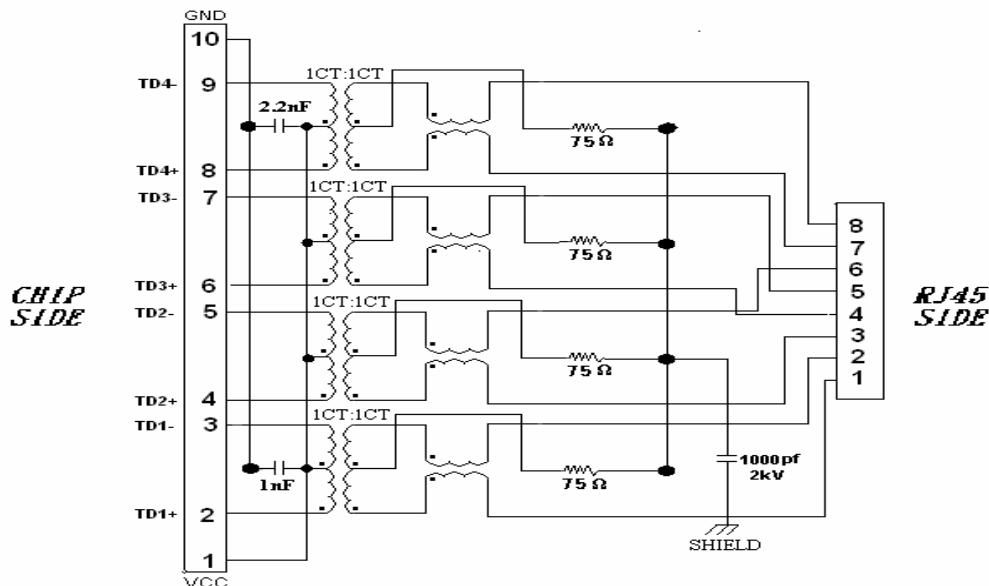 GND
10
1CT:1CT
TD4-
9
2.2nF
75Ω
TD4+
8
1CT:1CT
TD3-
7
75Ω
TD3+
6
1CT:1CT
TD2-
5
75Ω
TD2+
4
1CT:1CT
TD1-
3
1nF
75Ω
TD1+
2
1
VCC
CHIP
SIDE
8
7
6
5
4
3
2
1
RJ45
SIDE
1000pf
2kV
SHIELD